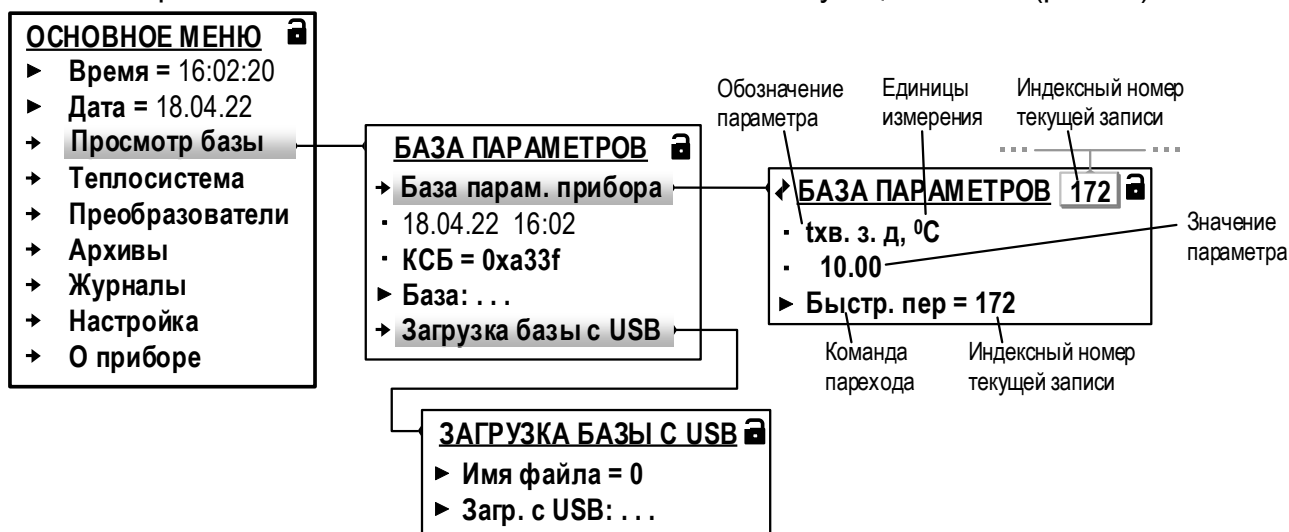 ОСНОВНОЕ МЕНЮ
► Время = 16:02:20
► Дата = 18.04.22
→ Просмотр базы
→ Теплосистема
→ Преобразователи
→ Архивы
→ Журналы
→ Настройка
→ О приборе
БАЗА ПАРАМЕТРОВ
→ База парам. прибора
· 18.04.22 16:02
· КСБ = 0xa33f
► База: . . .
→ Загрузка базы с USB
Обозначение
параметра
Единицы
измерения
Индексный номер
текущей записи
БАЗА ПАРАМЕТРОВ 172
· tхв. з. д, ⁰С
· 10.00
► Быстр. пер = 172
Значение
параметра
Команда
парехода
Индексный номер
текущей записи
ЗАГРУЗКА БАЗЫ С USB
► Имя файла = 0
► Загр. с USB: . . .